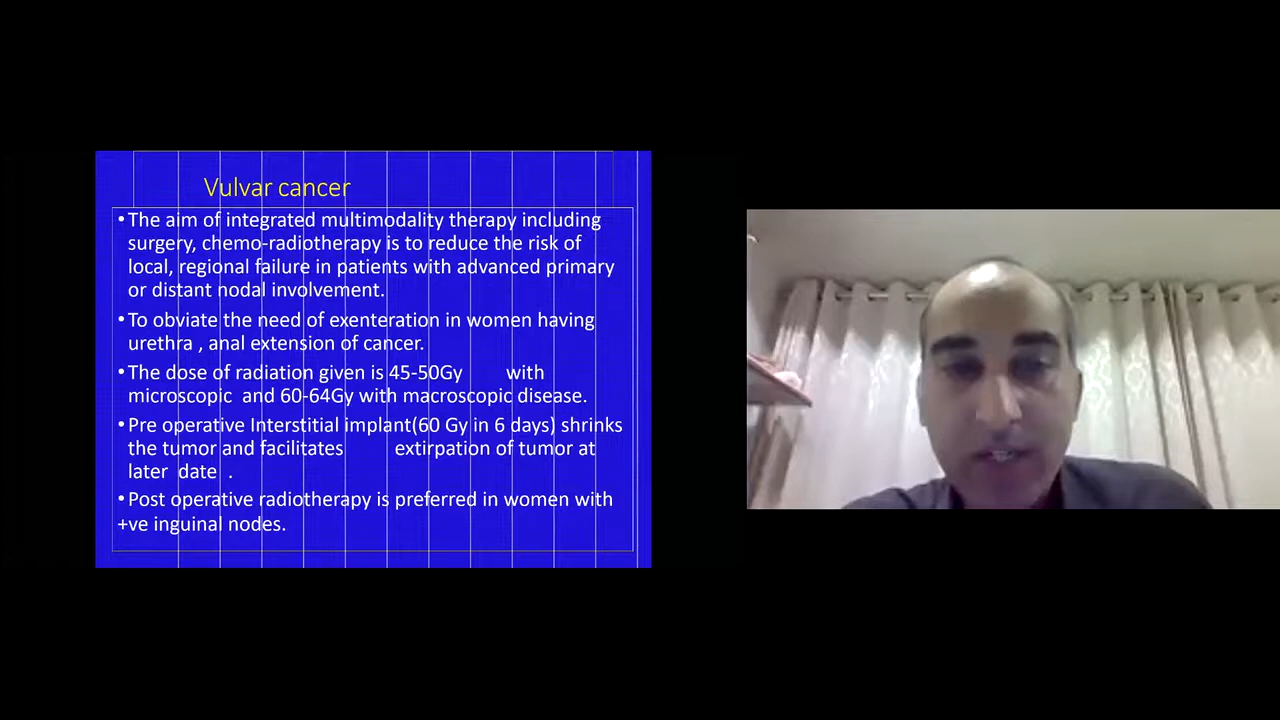 Vulvar cancer
•The aim of integrated multimodality therapy including
surgery, chemo-radiotherapy is to reduce the risk of
local, regional failure in patients with advanced primary
or distant nodal involvement.
•To obviate the need of exenteration in women having
urethra , anal extension of cancer.
•The dose of radiation given is 45-50Gy with
microscopic and 60-64Gy with macroscopic disease.
•Pre operative Interstitial implant(60 Gy in 6 days) shrinks
the tumor and facilitates extirpation of tumor at
later date .
•Post operative radiotherapy is preferred in women with
+ve inguinal nodes.